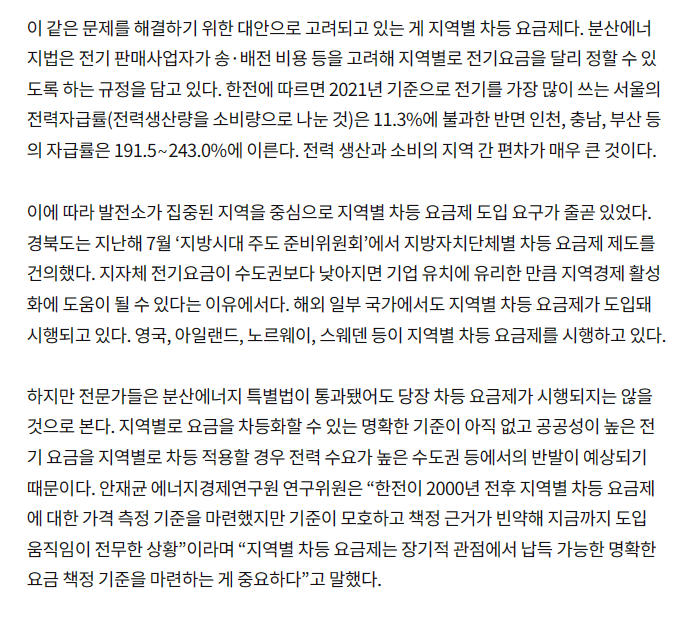 이 같은 문제를 해결하기 위한 대안으로 고려되고 있는 게 지역별 차등 요금제다. 분산에너
지법은 전기 판매사업자가 송·배전 비용 등을 고려해 지역별로 전기요금을 달리 정할 수 있
도록 하는 규정을 담고 있다. 한전에 따르면 2021년 기준으로 전기를 가장 많이 쓰는 서울의
전력자급률(전력생산량을 소비량으로 나눈 것)은 11.3%에 불과한 반면 인천, 충남, 부산 등
의 자급률은 191.5~243.0%에 이른다. 전력 생산과 소비의 지역 간 편차가 매우 큰 것이다.
이에 따라 발전소가 집중된 지역을 중심으로 지역별 차등 요금제 도입 요구가 줄곧 있었다.
경북도는 지난해 7월 ‘지방시대 주도 준비위원회’에서 지방자치단체별 차등 요금제 제도를
건의했다. 지자체 전기요금이 수도권보다 낮아지면 기업 유치에 유리한 만큼 지역경제 활성
화에 도움이 될 수 있다는 이유에서다. 해외 일부 국가에서도 지역별 차등 요금제가 도입돼
시행되고 있다. 영국, 아일랜드, 노르웨이, 스웨덴 등이 지역별 차등 요금제를 시행하고 있다.
하지만 전문가들은 분산에너지 특별법이 통과됐어도 당장 차등 요금제가 시행되지는 않을
것으로 본다. 지역별로 요금을 차등화할 수 있는 명확한 기준이 아직 없고 공공성이 높은 전
기 요금을 지역별로 차등 적용할 경우 전력 수요가 높은 수도권 등에서의 반발이 예상되기
때문이다. 안재균 에너지경제연구원 연구위원은 “한전이 2000년 전후 지역별 차등 요금제
에 대한 가격 측정 기준을 마련했지만 기준이 모호하고 책정 근거가 빈약해 지금까지 도입
움직임이 전무한 상황”이라며 “지역별 차등 요금제는 장기적 관점에서 납득 가능한 명확한
요금 책정 기준을 마련하는 게 중요하다”고 말했다.